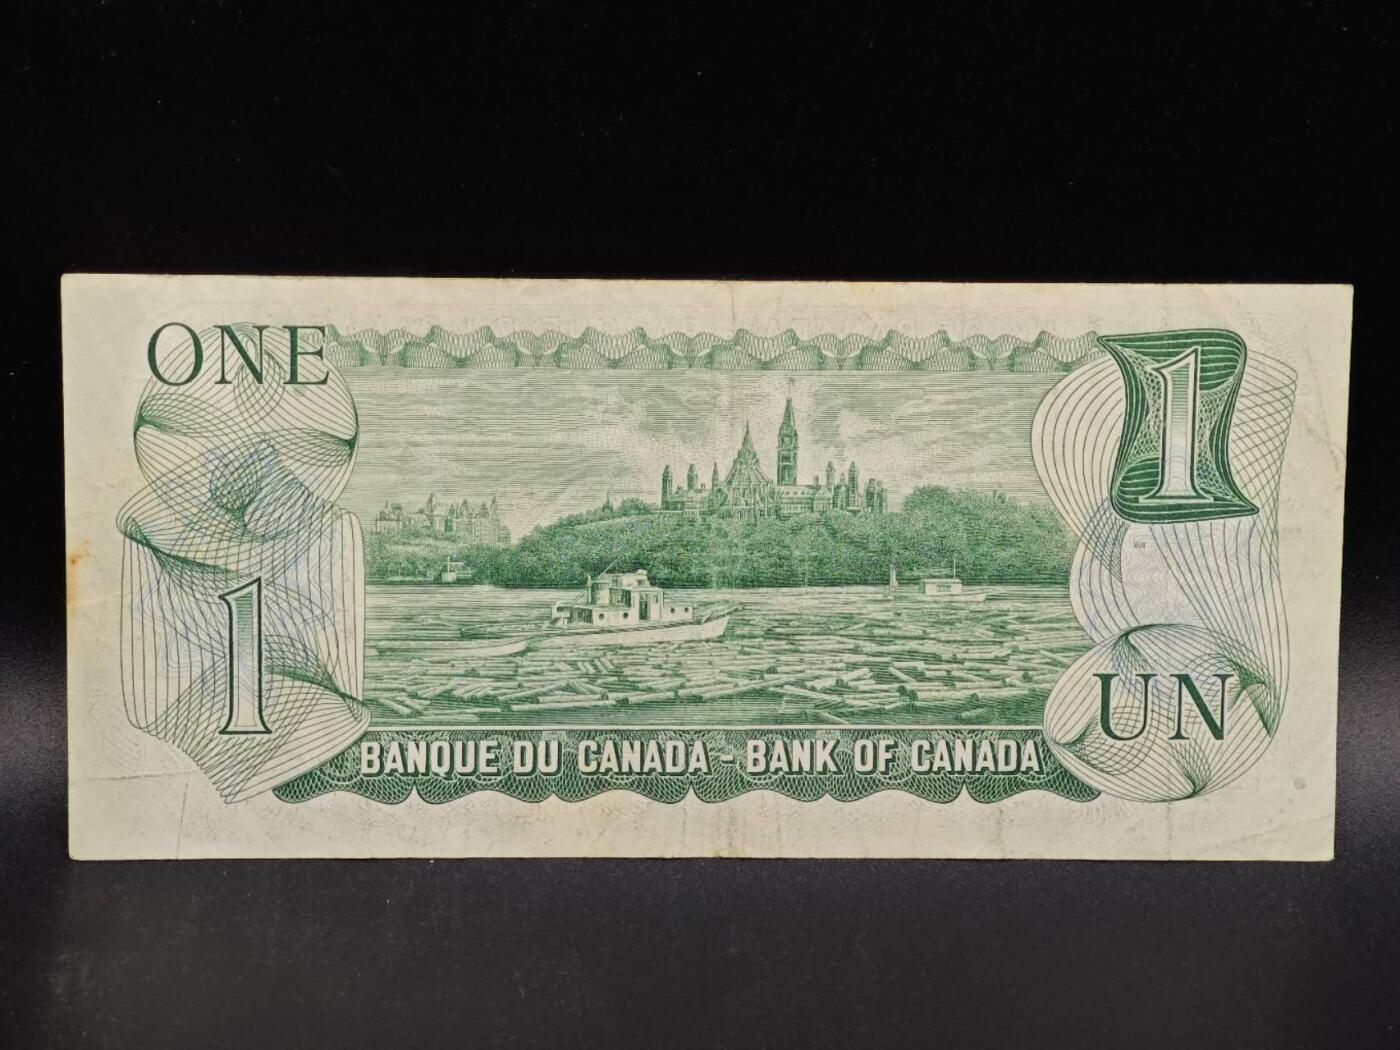 ONE
1
1
UN
BANQUE DU CANADA - BANK OF CANADA